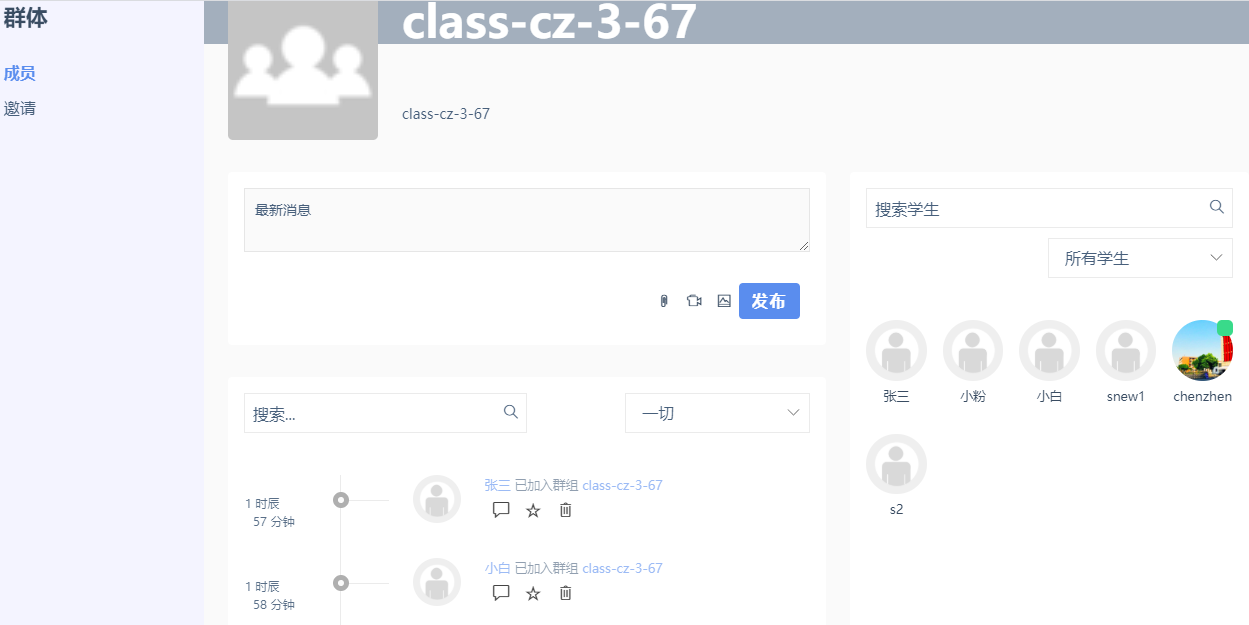 群体
成员
邀请
class-cz-3-67
class-cz-3-67
最新消息
发布
搜索...
一切
1 时辰
57 分钟
张三 已加入群组 class-cz-3-67
1 时辰
58 分钟
小白 已加入群组 class-cz-3-67
搜索学生
所有学生
张三
小粉
小白
snew1
chenzhen
s2